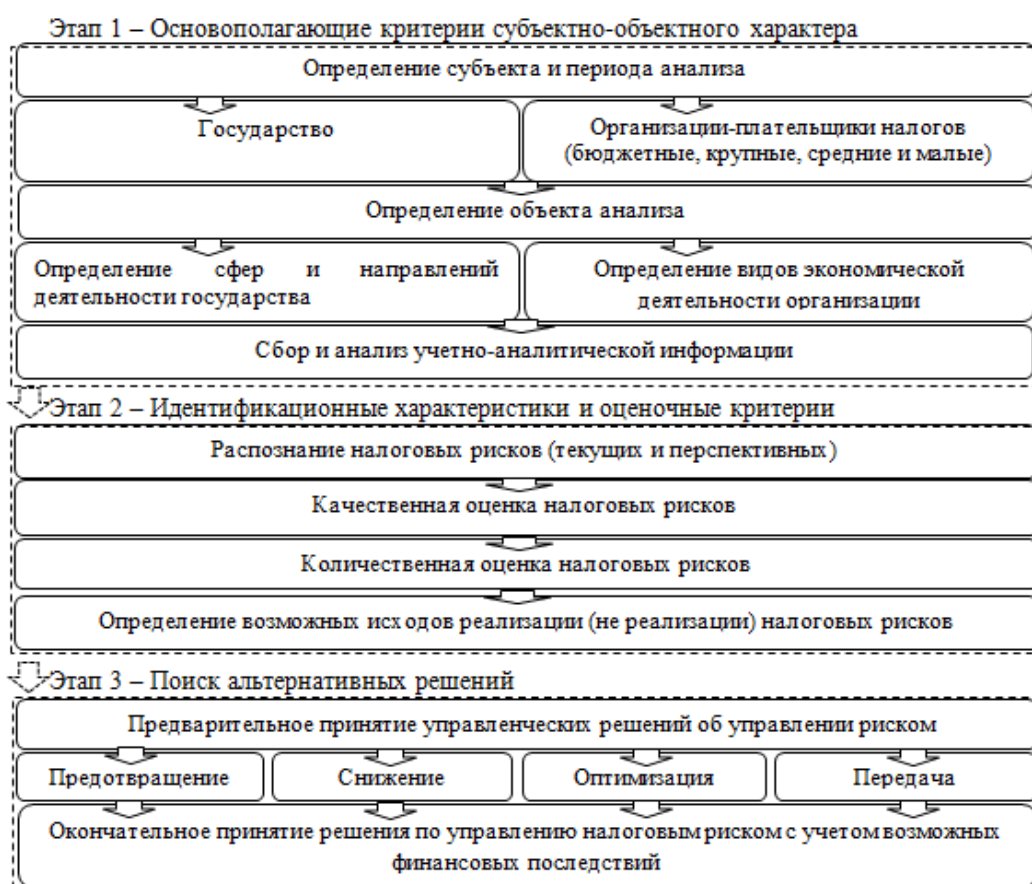 Этап 1 – Основополагающие критерии субъектно-объектного характера
Определение субъекта и периода анализа
Государство
Организации-плательщики налогов
(бюджетные, крупные, средние и малые)
Определение объекта анализа
Определение сфер и направлений
деятельности государства
Определение видов экономической
деятельности организации
Сбор и анализ учетно-аналитической информации
Этап 2 – Идентификационные характеристики и оценочные критерии
Распознание налоговых рисков (текущих и перспективных)
Качественная оценка налоговых рисков
Количественная оценка налоговых рисков
Определение возможных исходов реализации (не реализации) налоговых рисков
Этап 3 – Поиск альтернативных решений
Предварительное принятие управленческих решений об управлении риском
Предотвращение
Снижение
Оптимизация
Передача
Окончательное принятие решения по управлению налоговым риском с учетом возможных
финансовых последствий